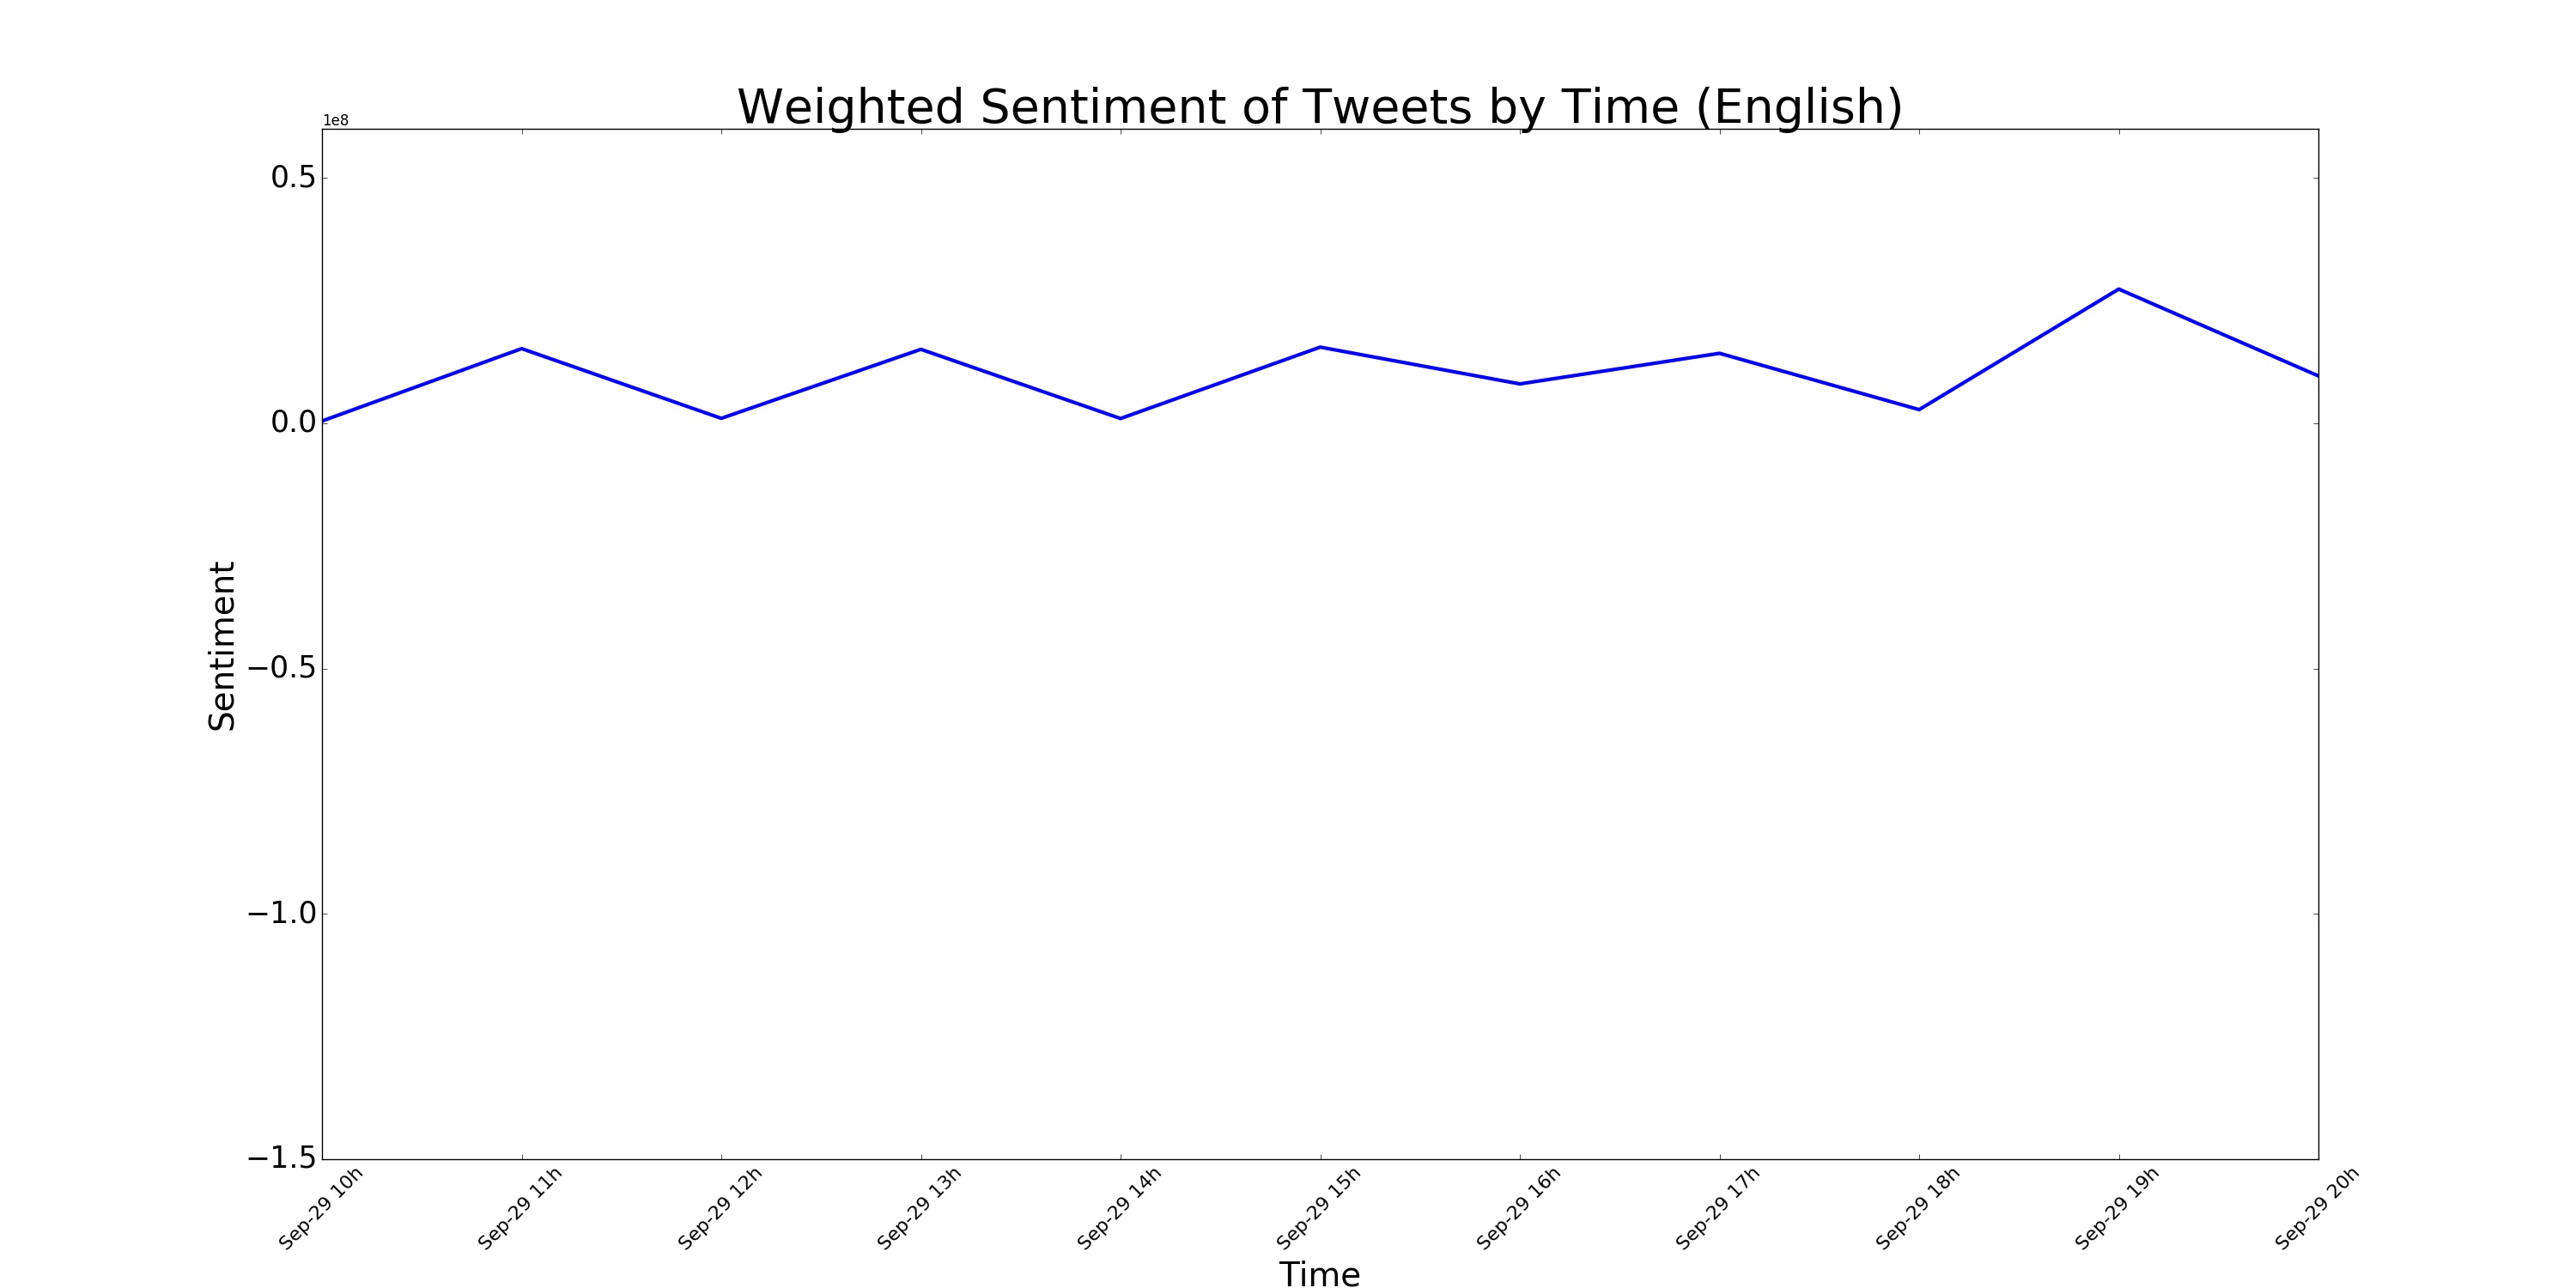 Weighted Sentiment of Tweets by Time (English)
1e8
0.5
0.0
−0.5
−1.0
−1.5
Sentiment
Sep-29 10h
Sep-29 11h
Sep-29 12h
Sep-29 13h
Sep-29 14h
Sep-29 15h
Sep-29 16h
Sep-29 17h
Sep-29 18h
Sep-29 19h
Sep-29 20h
Time